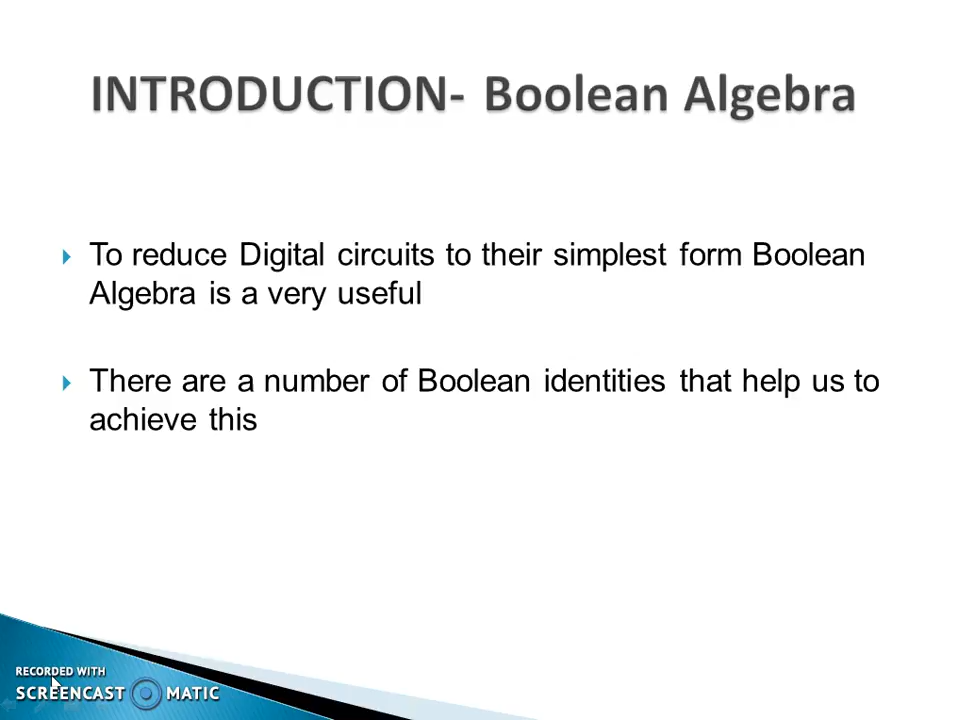 INTRODUCTION- Boolean Algebra
To reduce Digital circuits to their simplest form Boolean
Algebra is a very useful
There are a number of Boolean identities that help us to
achieve this
RECORDED WITH
SCREENCAST MATIC